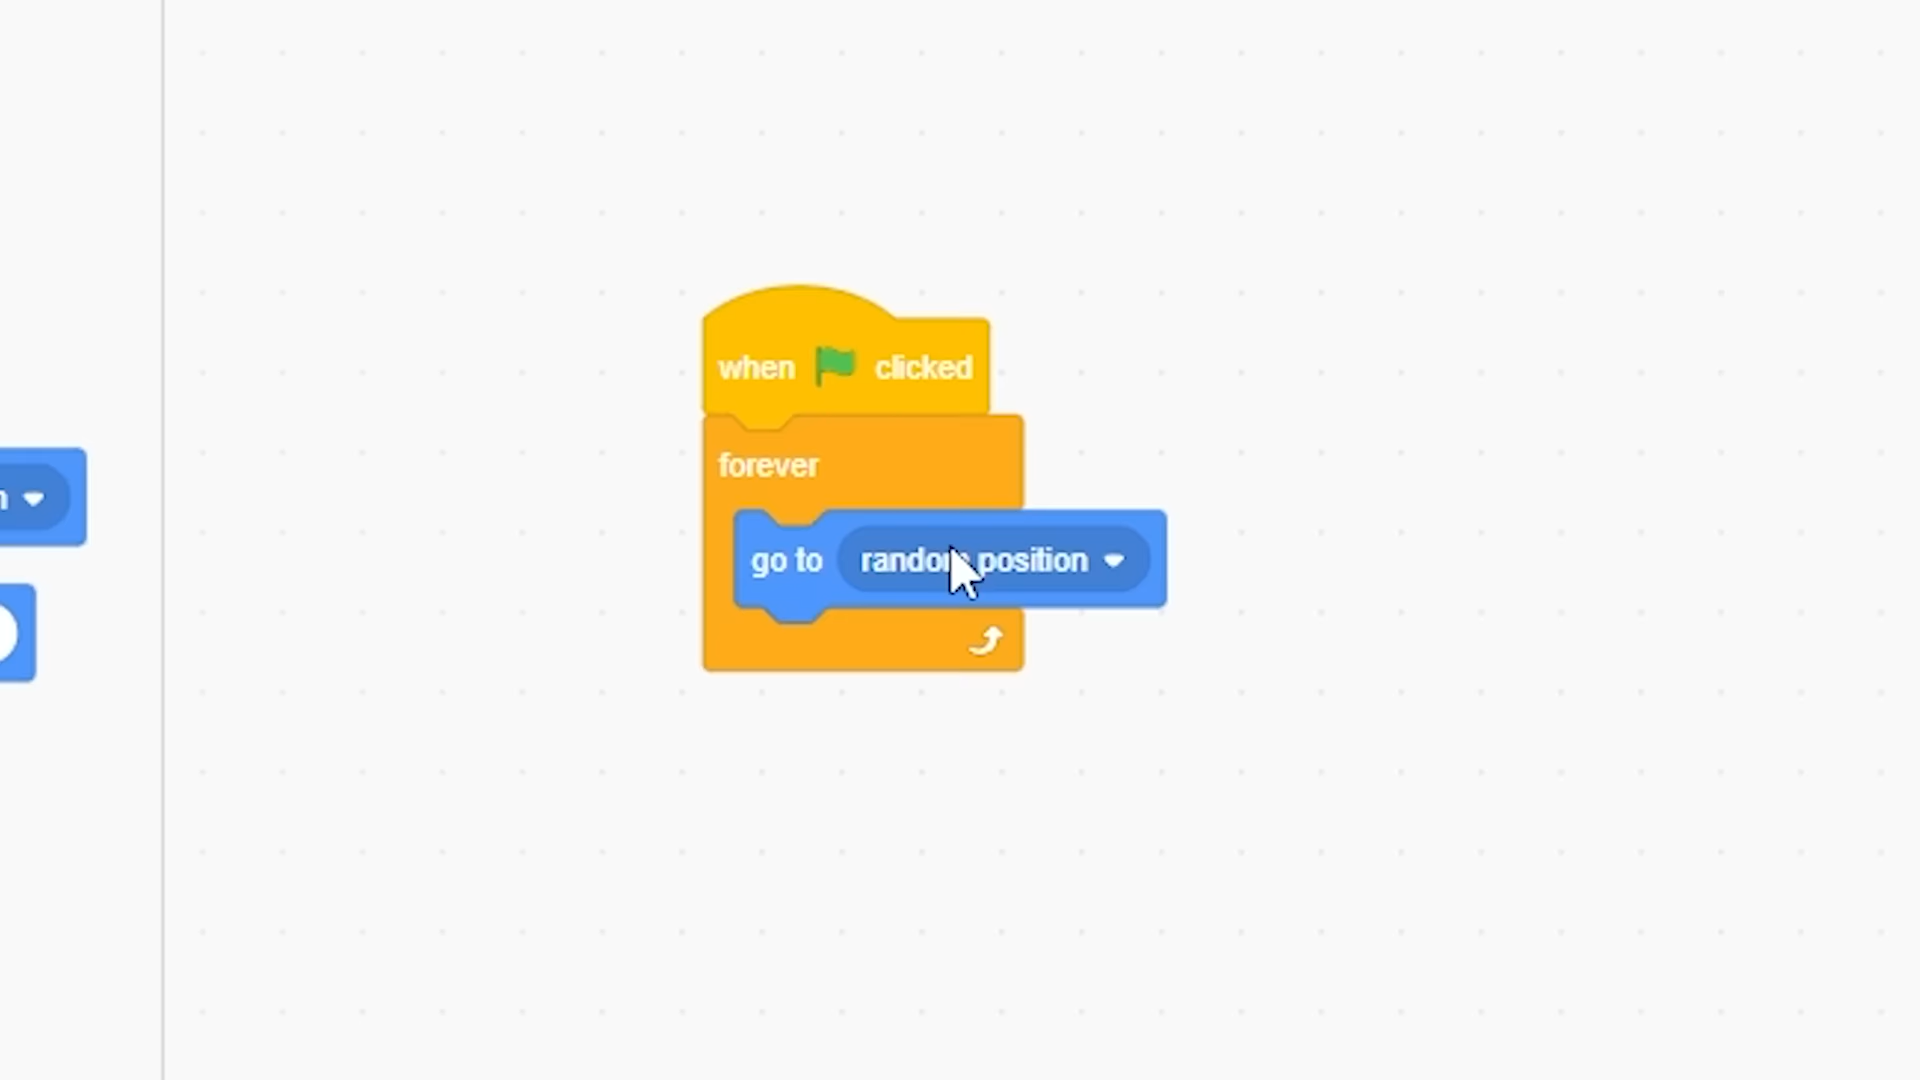 when clicked
forever
go to random position